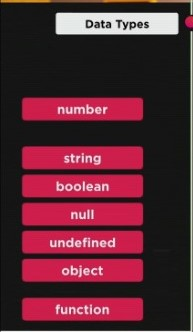 Data Types
number
string
boolean
null
undefined
object
function